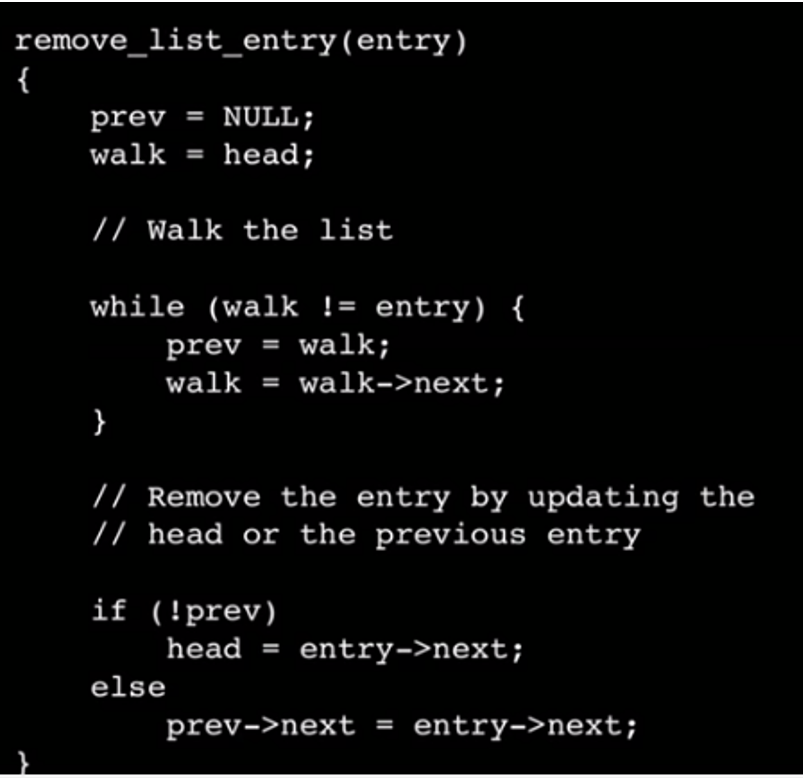 remove_list_entry(entry)
{
    prev = NULL;
    walk = head;

    // Walk the list

    while (walk != entry) {
        prev = walk;
        walk = walk->next;
    }

    // Remove the entry by updating the
    // head or the previous entry

    if (!prev)
        head = entry->next;
    else
        prev->next = entry->next;
}